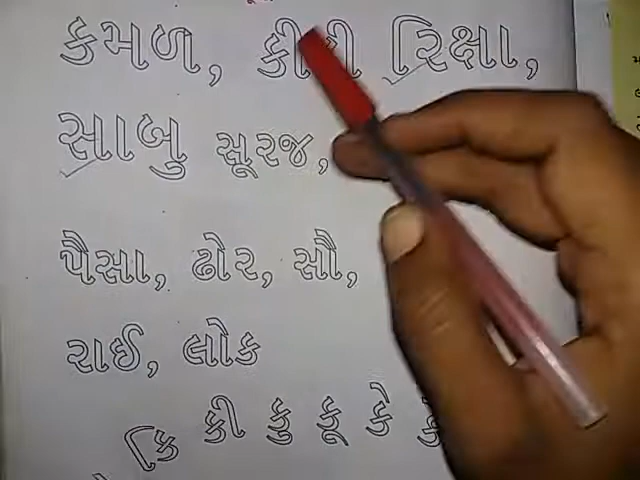 કમળ, કીડી રિક્ષા,
સાબુ સૂરજ,
પૈસા, ઢોર, સૌ,
રાઈ, લોક
કિ કી કુ કૂ કે